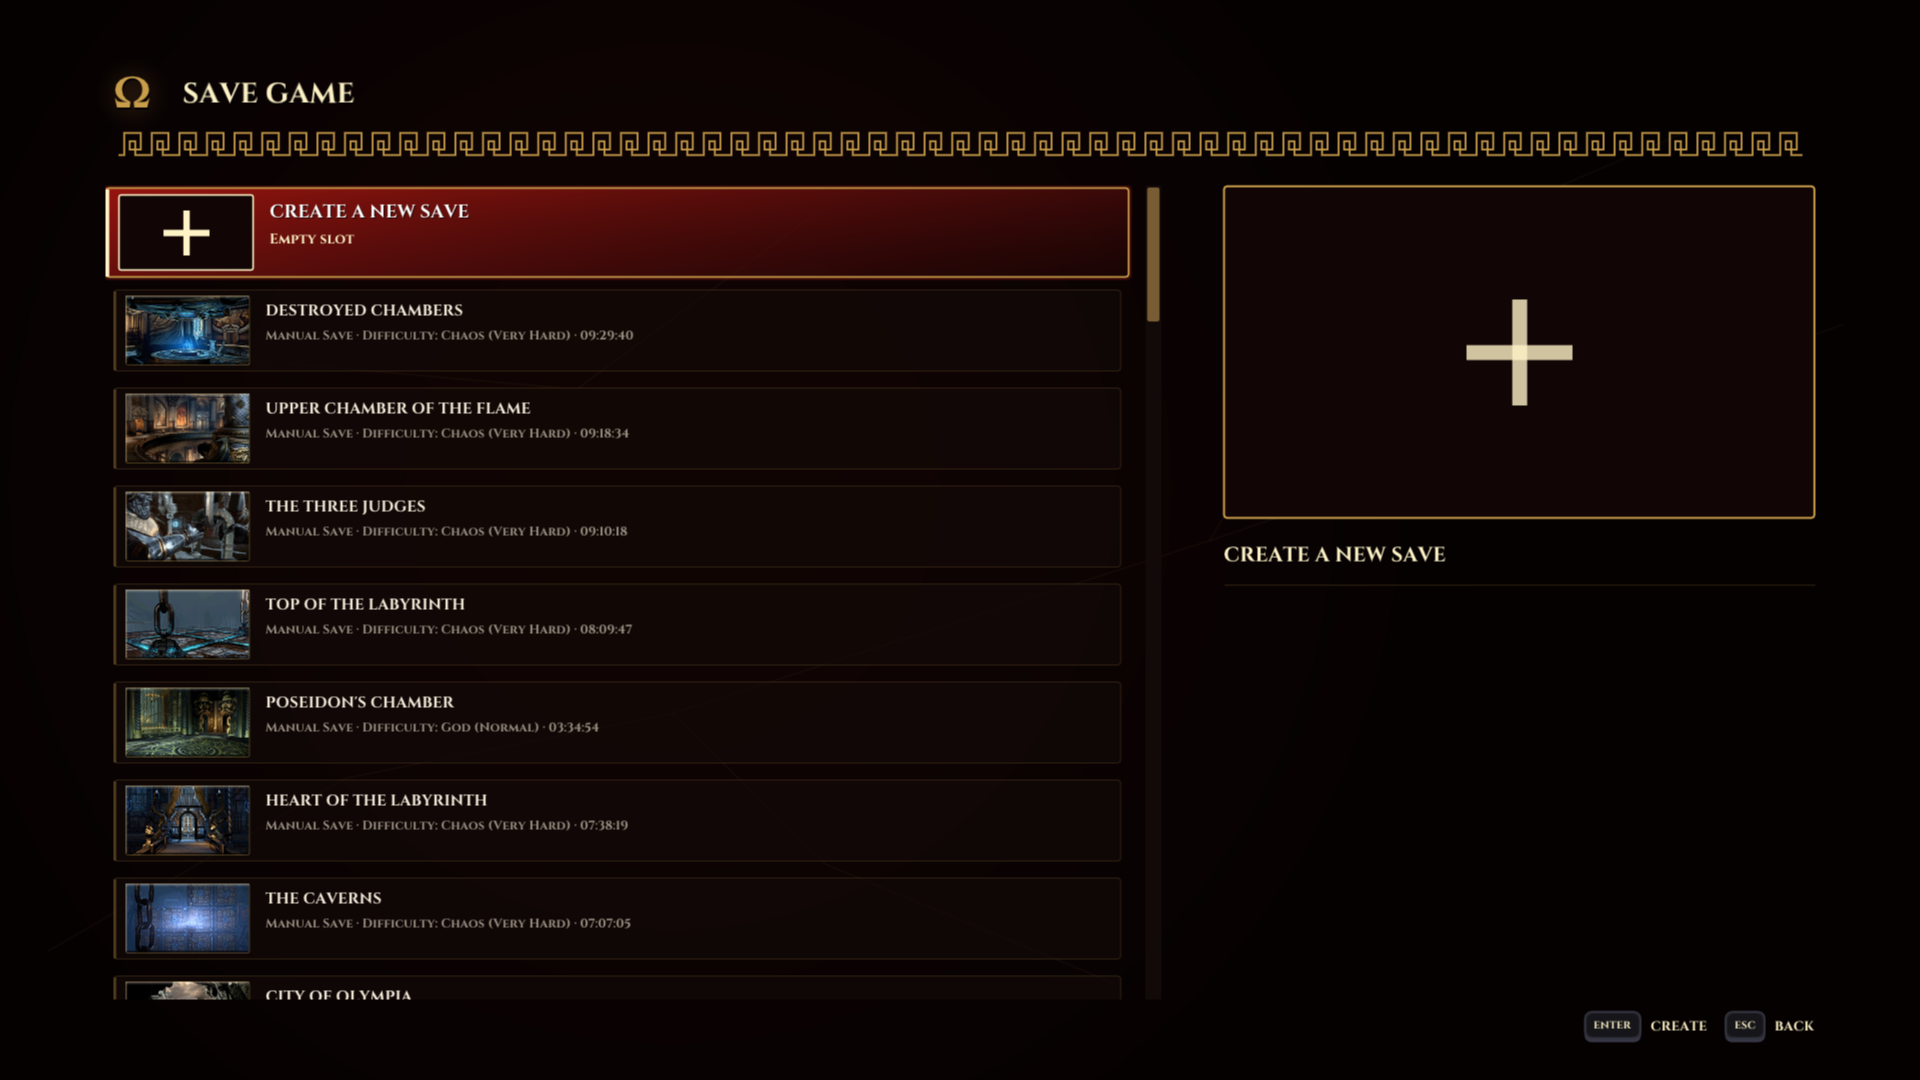 Ω SAVE GAME
CREATE A NEW SAVE
EMPTY SLOT
DESTROYED CHAMBERS
MANUAL SAVE · DIFFICULTY: CHAOS (VERY HARD) · 09:29:40
UPPER CHAMBER OF THE FLAME
MANUAL SAVE · DIFFICULTY: CHAOS (VERY HARD) · 09:18:34
THE THREE JUDGES
MANUAL SAVE · DIFFICULTY: CHAOS (VERY HARD) · 09:10:18
TOP OF THE LABYRINTH
MANUAL SAVE · DIFFICULTY: CHAOS (VERY HARD) · 08:09:47
POSEIDON'S CHAMBER
MANUAL SAVE · DIFFICULTY: GOD (NORMAL) · 03:34:54
HEART OF THE LABYRINTH
MANUAL SAVE · DIFFICULTY: CHAOS (VERY HARD) · 07:38:19
THE CAVERNS
MANUAL SAVE · DIFFICULTY: CHAOS (VERY HARD) · 07:07:05
CITY OF OLYMPIA
CREATE A NEW SAVE
ENTER CREATE ESC BACK